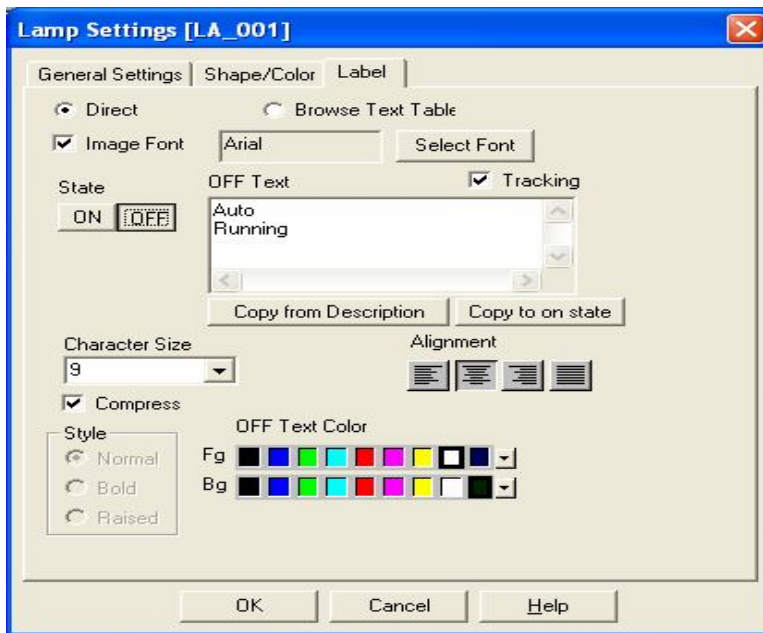 Lamp Settings [LA_001]
General Settings Shape/Color Label
Direct Browse Text Table
Image Font Arial Select Font
State OFF Text Tracking
ON OFF
Auto
Running
Copy from Description Copy to on state
Character Size Alignment
9
Compress
Style OFF Text Color
Normal
Fg
Bold
Bg
Raised
OK Cancel Help